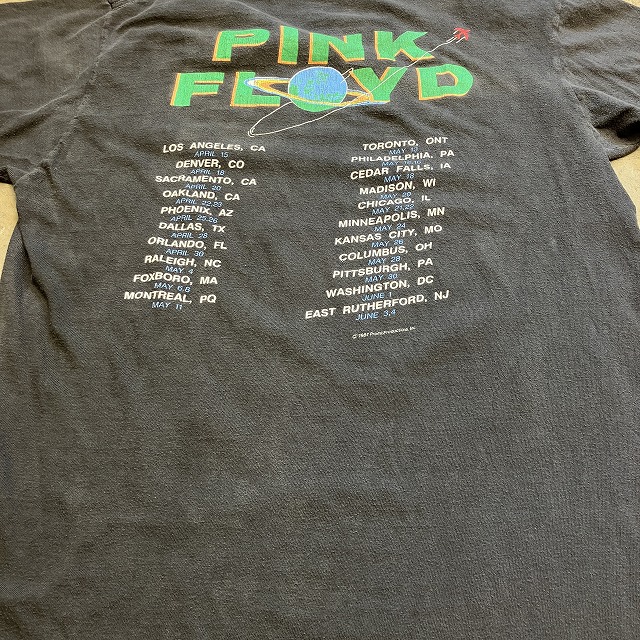 PINK
FLOYD
LOS ANGELES, CA
APRIL 15
DENVER, CO
APRIL 18
SACRAMENTO, CA
APRIL 20
OAKLAND, CA
APRIL 22,23
PHOENIX, AZ
APRIL 25,26
DALLAS, TX
APRIL 28
ORLANDO, FL
APRIL 30
RALEIGH, NC
MAY 4
FOXBORO, MA
MAY 6,8
MONTREAL, PQ
MAY 11
TORONTO, ONT
MAY 13
PHILADELPHIA, PA
CEDAR FALLS, IA
MAY 18
MADISON, WI
MAY 20
CHICAGO, IL
MAY 21,22
MINNEAPOLIS, MN
MAY 24
KANSAS CITY, MO
MAY 26
COLUMBUS, OH
MAY 28
PITTSBURGH, PA
MAY 30
WASHINGTON, DC
JUNE 1
EAST RUTHERFORD, NJ
JUNE 3,4
© 1987